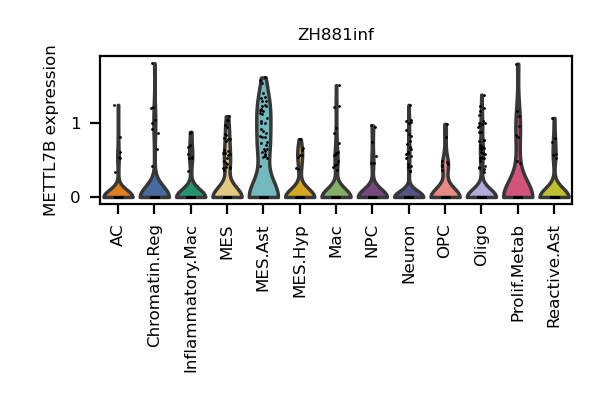 ZH881inf
METTL7B expression
1
0
AC
Chromatin.Reg
Inflammatory.Mac
MES
MES.Ast
MES.Hyp
Mac
NPC
Neuron
OPC
Oligo
Prolif.Metab
Reactive.Ast